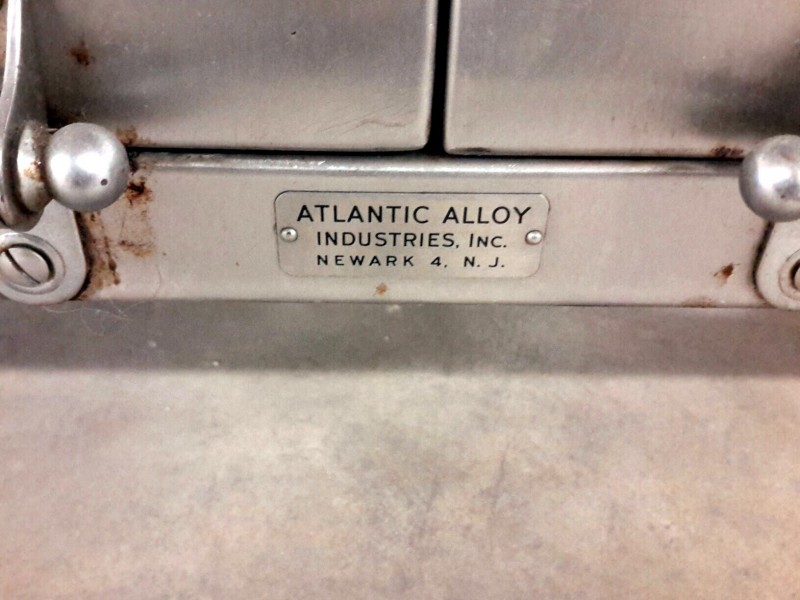 ATLANTIC ALLOY
INDUSTRIES, INC.
NEWARK 4, N. J.